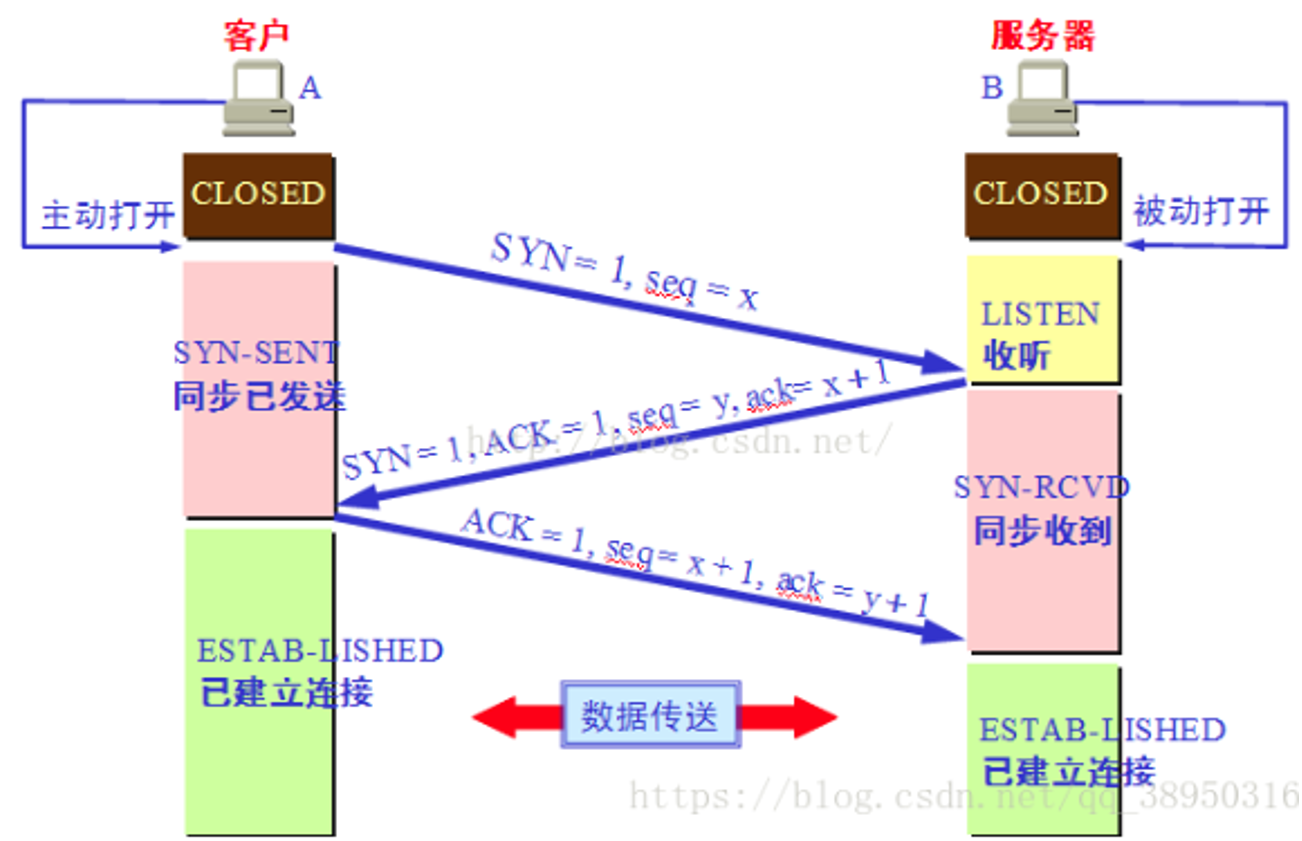 客户
服务器
A
B
CLOSED
CLOSED
主动打开
被动打开
SYN = 1, seq = x
LISTEN
收听
SYN-SENT
同步已发送
SYN = 1, ACK = 1, seq = y, ack= x + 1
http://blog.csdn.net/
SYN-RCVD
同步收到
ACK = 1, seq = x + 1, ack = y + 1
ESTAB-LISHED
已建立连接
数据传送
ESTAB-LISHED
已建立连接
https://blog.csdn.net/qq_38950316